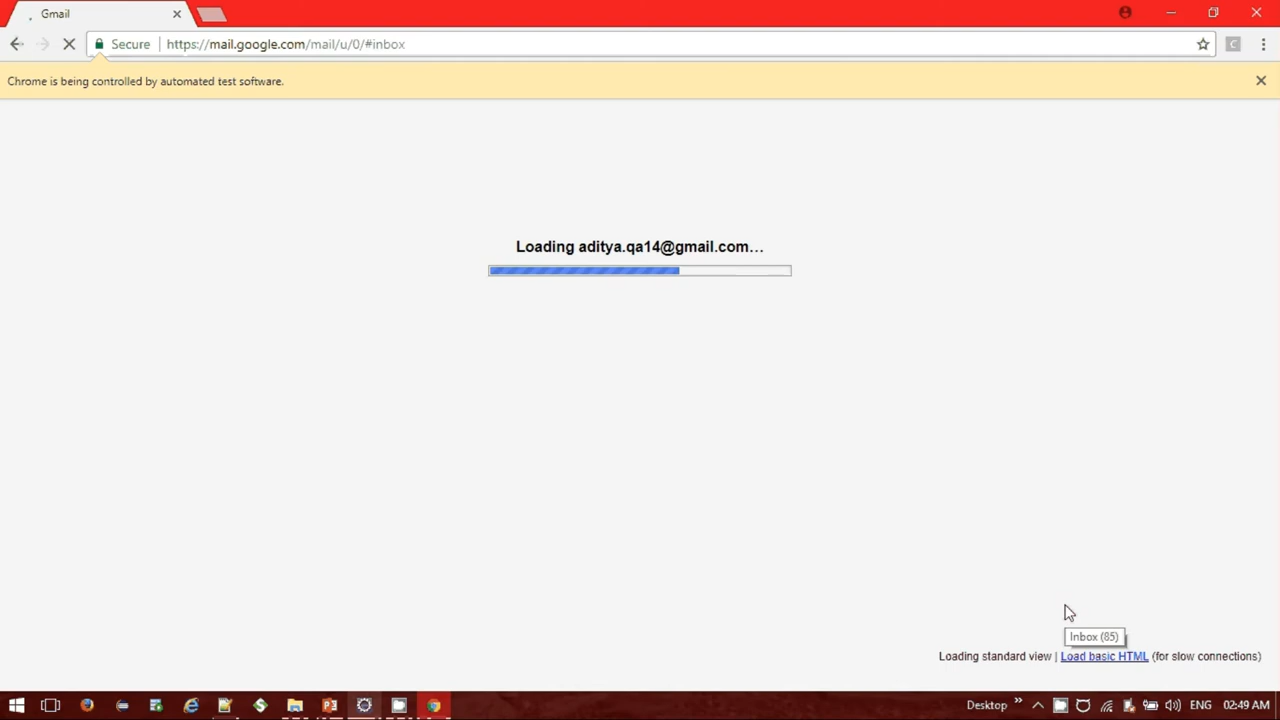 Gmail
Secure
https://mail.google.com/mail/u/0/#inbox
C
Chrome is being controlled by automated test software.
Loading aditya.qa14@gmail.com…
Inbox (85)
Loading standard view | Load basic HTML (for slow connections)
Desktop
ENG
02:49 AM